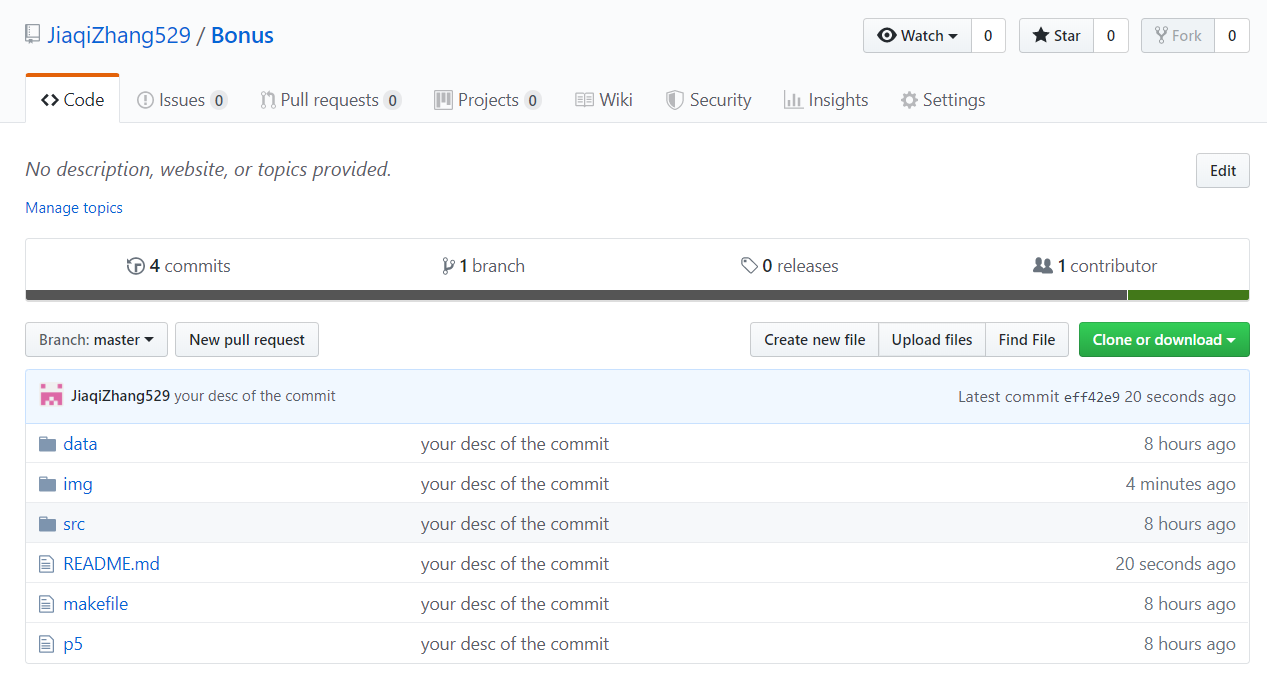 JiaqiZhang529 / Bonus Watch 0 Star 0 Fork 0
Code Issues 0 Pull requests 0 Projects 0 Wiki Security Insights Settings
No description, website, or topics provided. Edit
Manage topics
4 commits 1 branch 0 releases 1 contributor
Branch: master New pull request Create new file Upload files Find File Clone or download
JiaqiZhang529 your desc of the commit Latest commit eff42e9 20 seconds ago
data your desc of the commit 8 hours ago
img your desc of the commit 4 minutes ago
src your desc of the commit 8 hours ago
README.md your desc of the commit 20 seconds ago
makefile your desc of the commit 8 hours ago
p5 your desc of the commit 8 hours ago